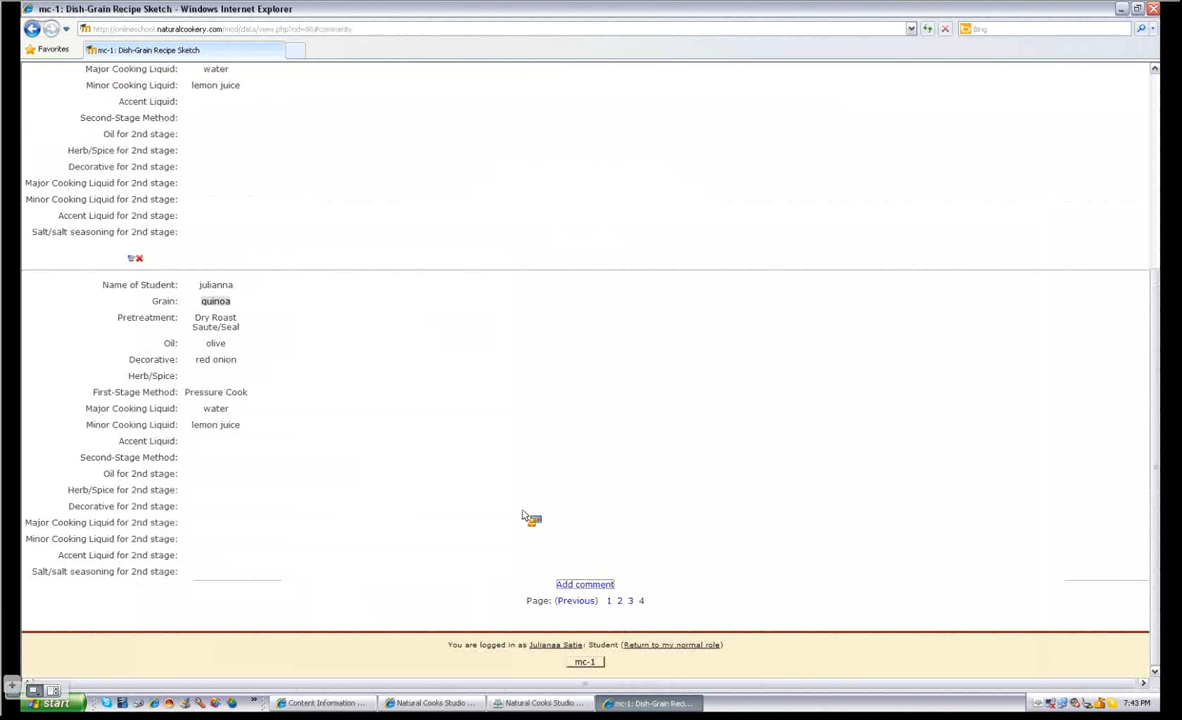 mc-1: Dish-Grain Recipe Sketch - Windows Internet Explorer
Bing
Favorites
mc-1: Dish-Grain Recipe Sketch
Major Cooking Liquid: water
Minor Cooking Liquid: lemon juice
Accent Liquid:
Second-Stage Method:
Oil for 2nd stage:
Herb/Spice for 2nd stage:
Decorative for 2nd stage:
Major Cooking Liquid for 2nd stage:
Minor Cooking Liquid for 2nd stage:
Accent Liquid for 2nd stage:
Salt/salt seasoning for 2nd stage:
Name of Student: julianna
Grain: quinoa
Pretreatment: Dry Roast
Saute/Seal
Oil: olive
Decorative: red onion
Herb/Spice:
First-Stage Method: Pressure Cook
Major Cooking Liquid: water
Minor Cooking Liquid: lemon juice
Accent Liquid:
Second-Stage Method:
Oil for 2nd stage:
Herb/Spice for 2nd stage:
Decorative for 2nd stage:
Major Cooking Liquid for 2nd stage:
Minor Cooking Liquid for 2nd stage:
Accent Liquid for 2nd stage:
Salt/salt seasoning for 2nd stage:
Add comment
Page: (Previous) 1 2 3 4
You are logged in as Juliannaa Satie: Student (Return to my normal role)
mc-1
start
Content Information ...
Natural Cooks Studio ...
Natural Cooks Studio ...
mc-1: Dish-Grain Reci...
7:43 PM